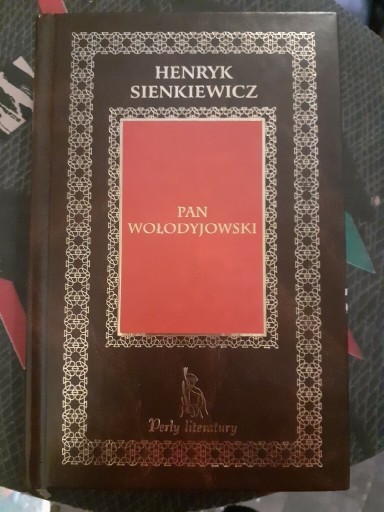 HENRYK
SIENKIEWICZ
PAN
WOŁODYJOWSKI
Perły literatury